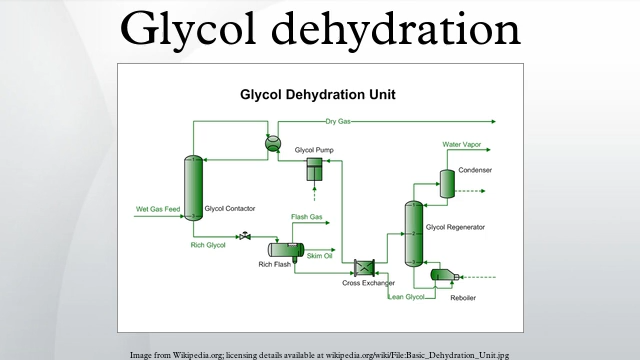 Glycol dehydration
Glycol Dehydration Unit
Dry Gas
Water Vapor
Glycol Pump
Condenser
Wet Gas Feed
Glycol Contactor
Flash Gas
Glycol Regenerator
Rich Glycol
Skim Oil
Rich Flash
Cross Exchanger
Lean Glycol
Reboiler
Image from Wikipedia.org; licensing details available at wikipedia.org/wiki/File:Basic_Dehydration_Unit.jpg